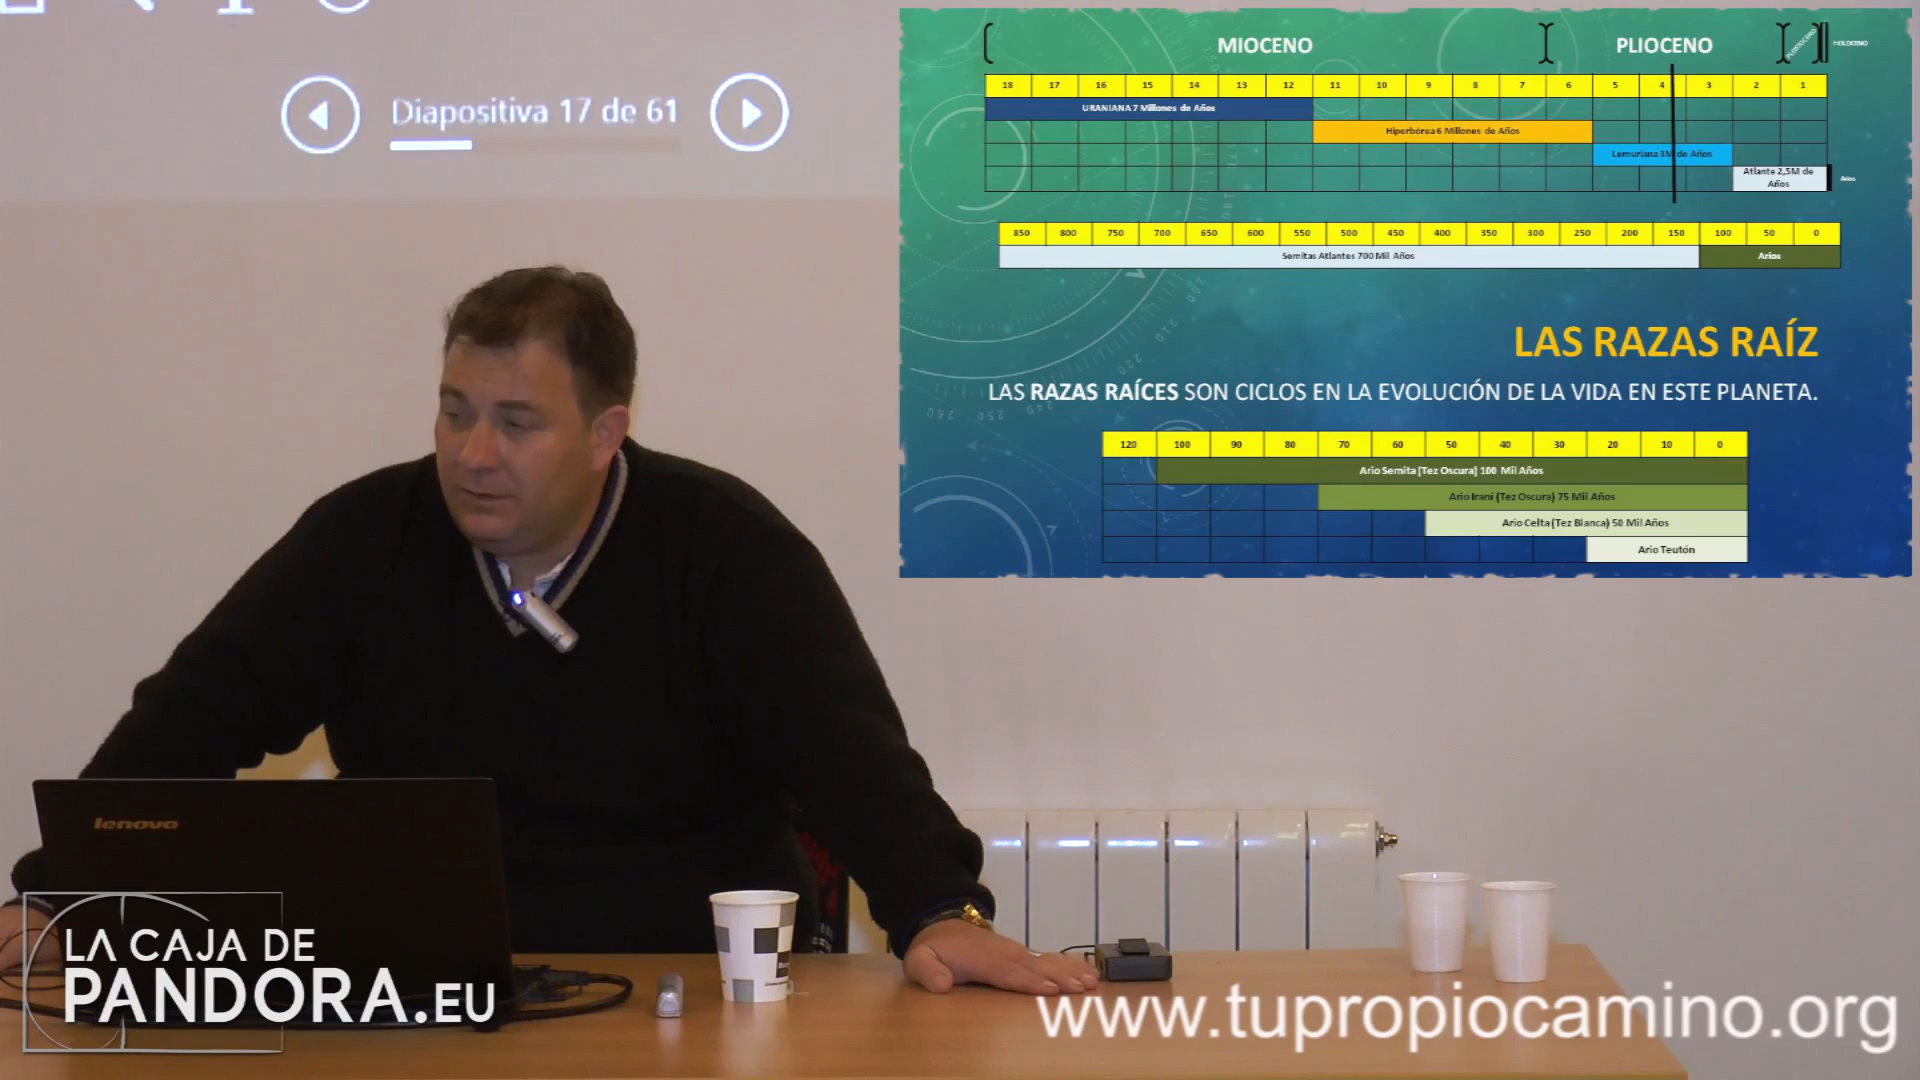 Diapositiva 17 de 61
MIOCENO
PLIOCENO
HOLOCENO
18 17 16 15 14 13 12 11 10 9 8 7 6 5 4 3 2 1
URANIANA 7 Millones de Años
Hiperbórea 6 Millones de Años
Lemuriana 3M de Años
Atlante 2,5M de
Años
Arios
850 800 750 700 650 600 550 500 450 400 350 300 250 200 150 100 50 0
Semitas Atlantes 700 Mil Años
Arios
LAS RAZAS RAÍZ
LAS RAZAS RAÍCES SON CICLOS EN LA EVOLUCIÓN DE LA VIDA EN ESTE PLANETA.
120 100 90 80 70 60 50 40 30 20 10 0
Ario Semita (Tez Oscura) 100 Mil Años
Ario Iraní (Tez Oscura) 75 Mil Años
Ario Celta (Tez Blanca) 50 Mil Años
Ario Teutón
lenovo
LA CAJA DE
PANDORA.EU
www.tupropiocamino.org